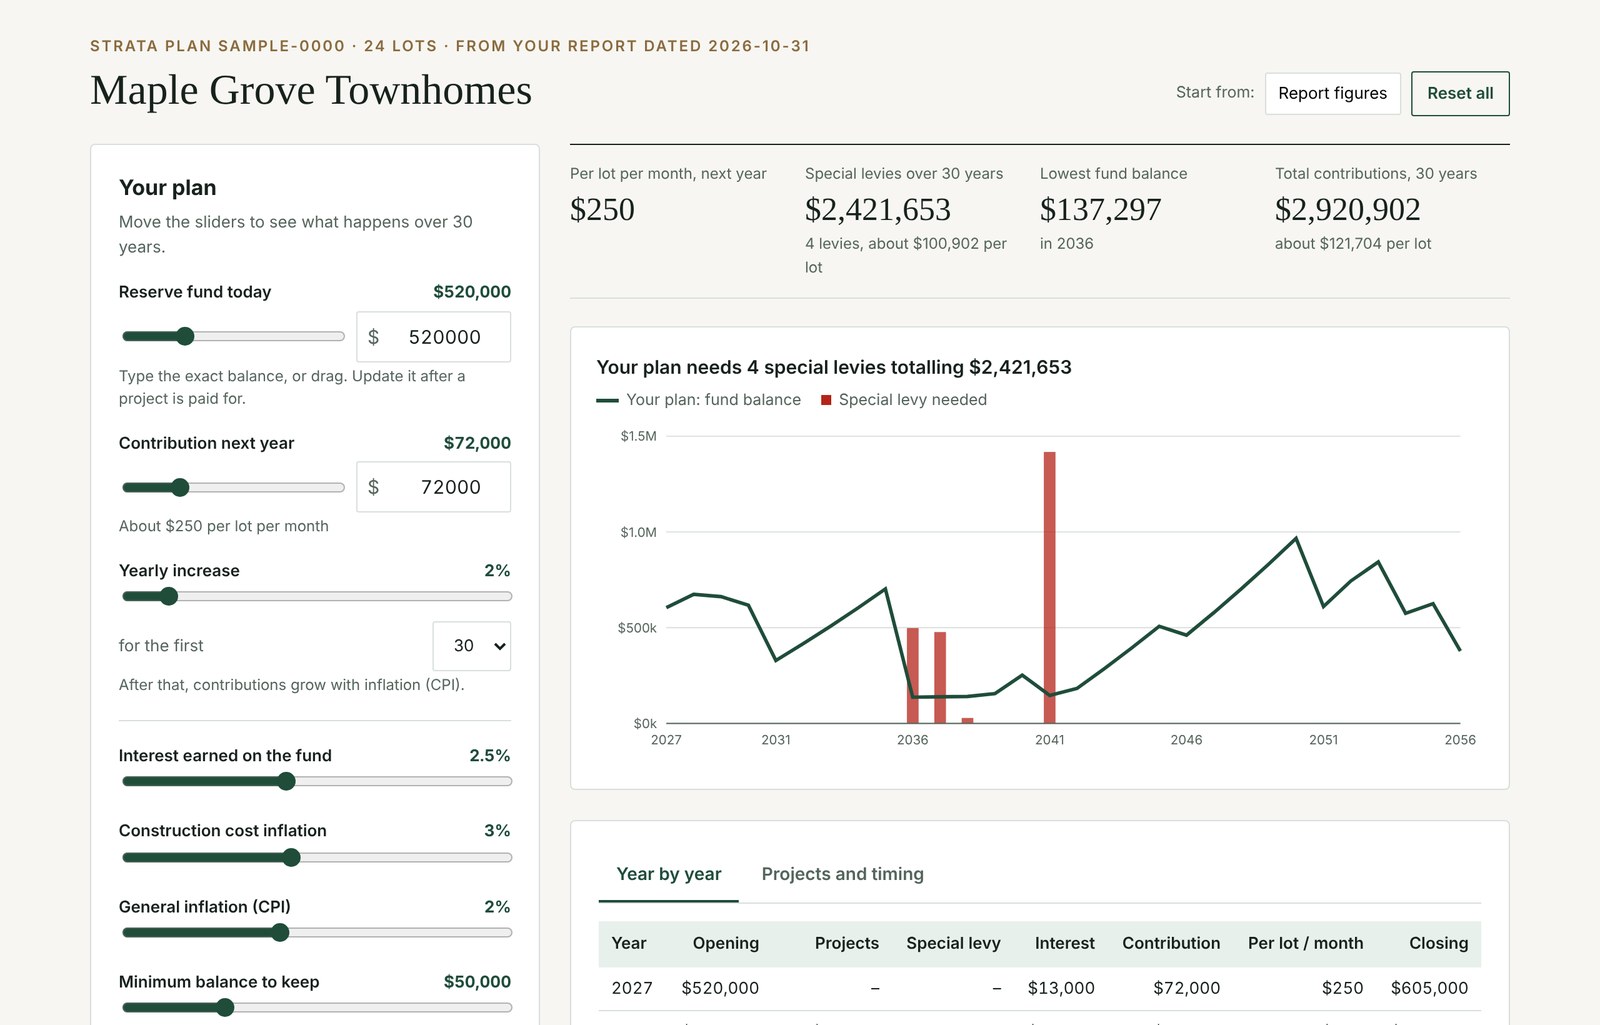 STRATA PLAN SAMPLE-0000 · 24 LOTS · FROM YOUR REPORT DATED 2026-10-31
Maple Grove Townhomes
Start from:
Report figures
Reset all
Your plan
Move the sliders to see what happens over 30
years.
Reserve fund today
$520,000
$ 520000
Type the exact balance, or drag. Update it after a
project is paid for.
Contribution next year
$72,000
$ 72000
About $250 per lot per month
Yearly increase
2%
for the first
30
After that, contributions grow with inflation (CPI).
Interest earned on the fund
2.5%
Construction cost inflation
3%
General inflation (CPI)
2%
Minimum balance to keep
$50,000
Per lot per month, next year
$250
Special levies over 30 years
$2,421,653
4 levies, about $100,902 per
lot
Lowest fund balance
$137,297
in 2036
Total contributions, 30 years
$2,920,902
about $121,704 per lot
Your plan needs 4 special levies totalling $2,421,653
Your plan: fund balance
Special levy needed
$1.5M
$1.0M
$500k
$0k
2027 2031 2036 2041 2046 2051 2056
Year by year
Projects and timing
Year Opening Projects Special levy Interest Contribution Per lot / month Closing
2027 $520,000 – – $13,000 $72,000 $250 $605,000